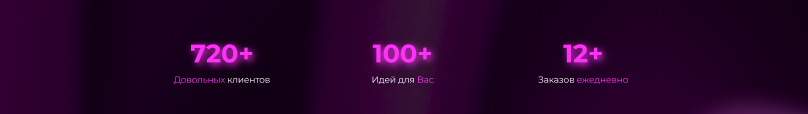 720+
100+
12+
Довольных клиентов
Идей для Вас
Заказов ежедневно